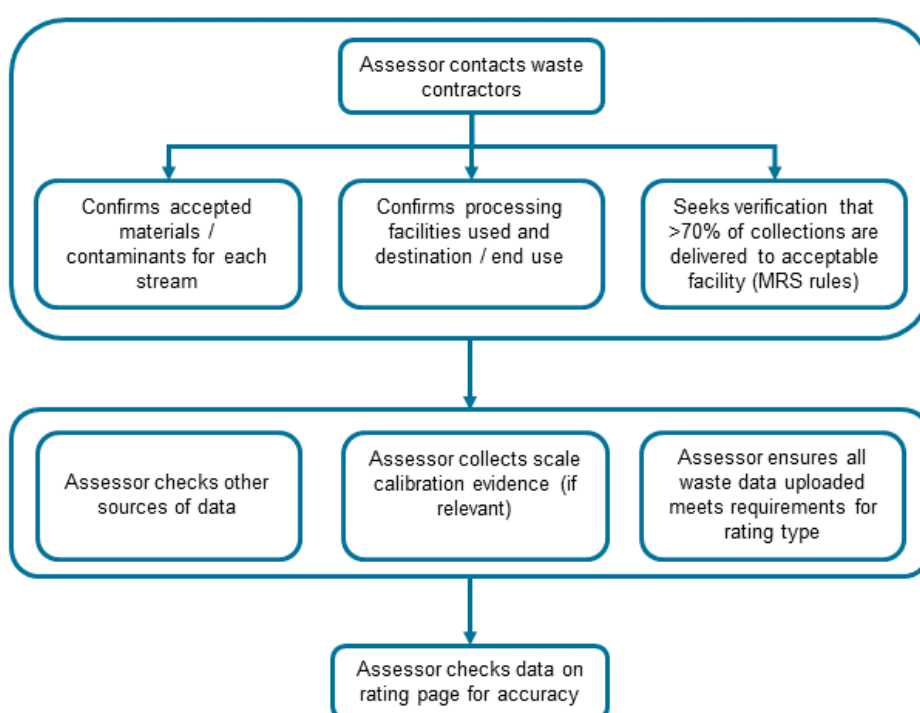 Assessor contacts waste
contractors
Confirms accepted
materials /
contaminants for each
stream
Confirms processing
facilities used and
destination / end use
Seeks verification that
>70% of collections are
delivered to acceptable
facility (MRS rules)
Assessor checks other
sources of data
Assessor collects scale
calibration evidence (if
relevant)
Assessor ensures all
waste data uploaded
meets requirements for
rating type
Assessor checks data on
rating page for accuracy